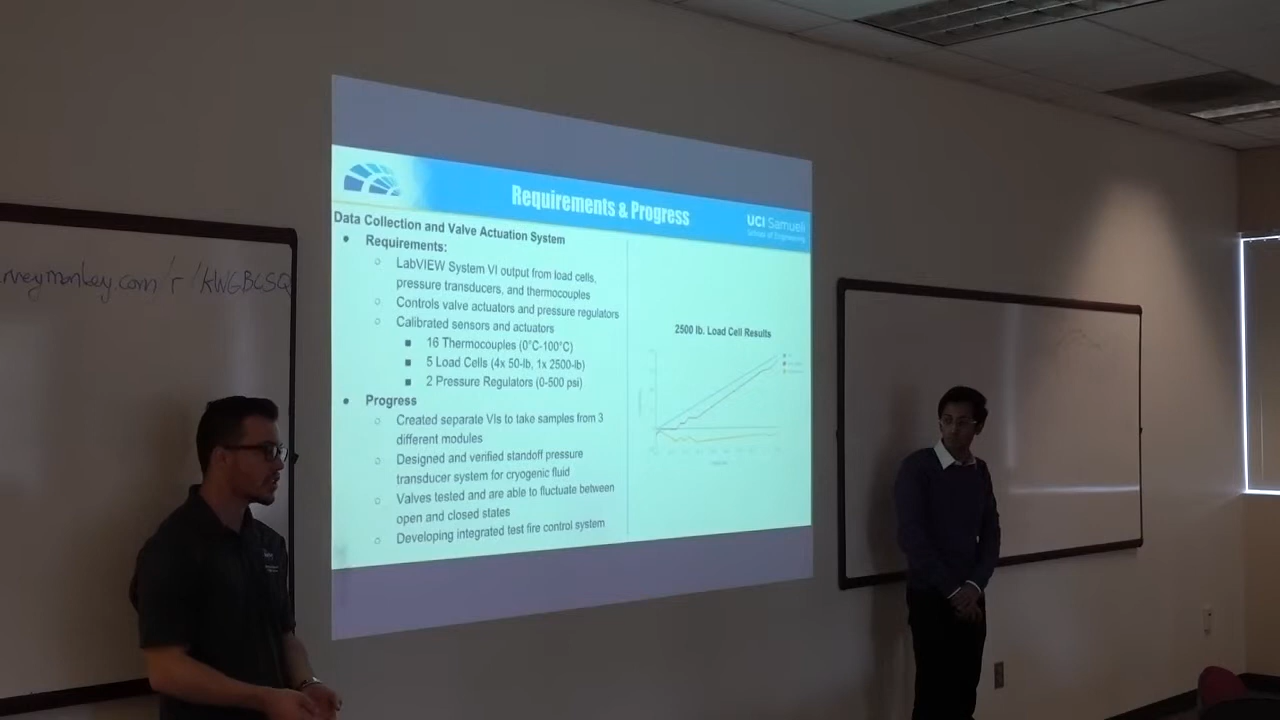 rveymonkey.com/r/KWGBCSQ
Requirements & Progress
UCI Samueli
School of Engineering
Data Collection and Valve Actuation System
Requirements:
LabVIEW System VI output from load cells,
pressure transducers, and thermocouples
Controls valve actuators and pressure regulators
Calibrated sensors and actuators
16 Thermocouples (0°C-100°C)
5 Load Cells (4x 50-lb, 1x 2500-lb)
2 Pressure Regulators (0-500 psi)
Progress
Created separate VIs to take samples from 3
different modules
Designed and verified standoff pressure
transducer system for cryogenic fluid
Valves tested and are able to fluctuate between
open and closed states
Developing integrated test fire control system
2500 lb. Load Cell Results